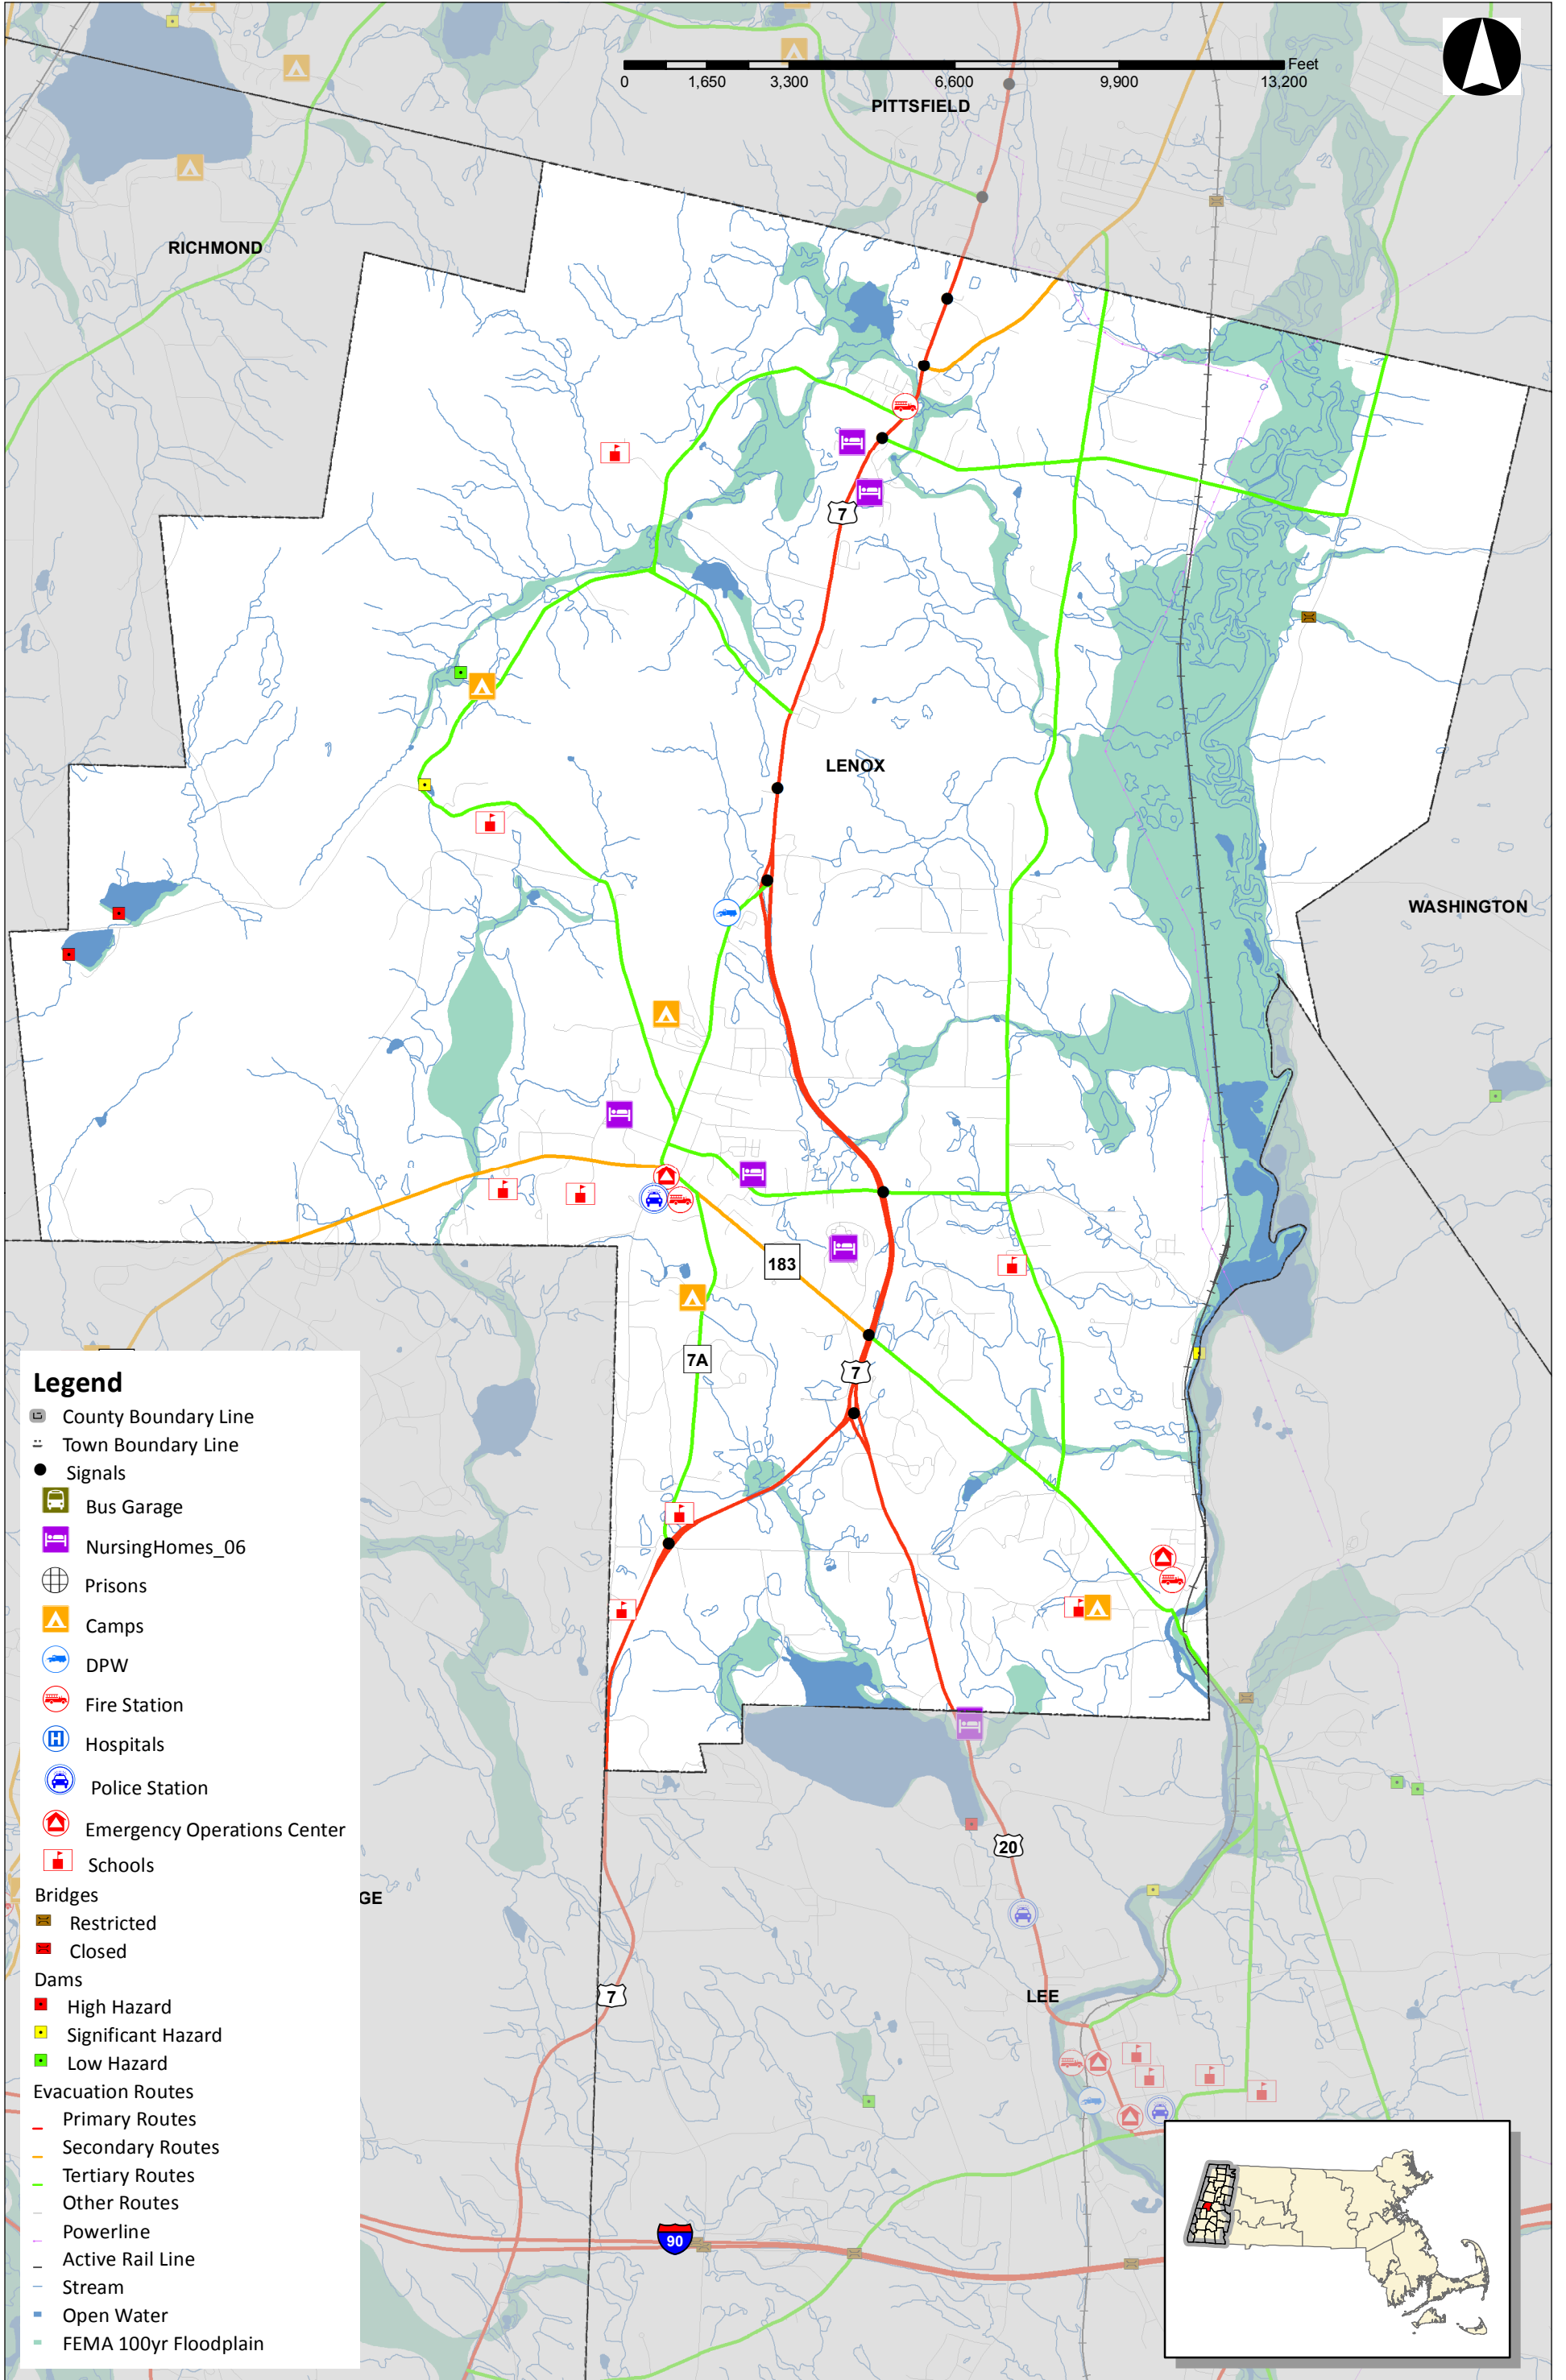 Feet
0 1,650 3,300 6,600 9,900 13,200
PITTSFIELD
RICHMOND
7
LENOX
WASHINGTON
183
7A
7
Legend
County Boundary Line
Town Boundary Line
Signals
Bus Garage
NursingHomes_06
Prisons
Camps
DPW
Fire Station
H Hospitals
Police Station
Emergency Operations Center
Schools
Bridges
Restricted
Closed
Dams
High Hazard
Significant Hazard
Low Hazard
Evacuation Routes
Primary Routes
Secondary Routes
Tertiary Routes
Other Routes
Powerline
Active Rail Line
Stream
Open Water
FEMA 100yr Floodplain
20
GE
7
LEE
90